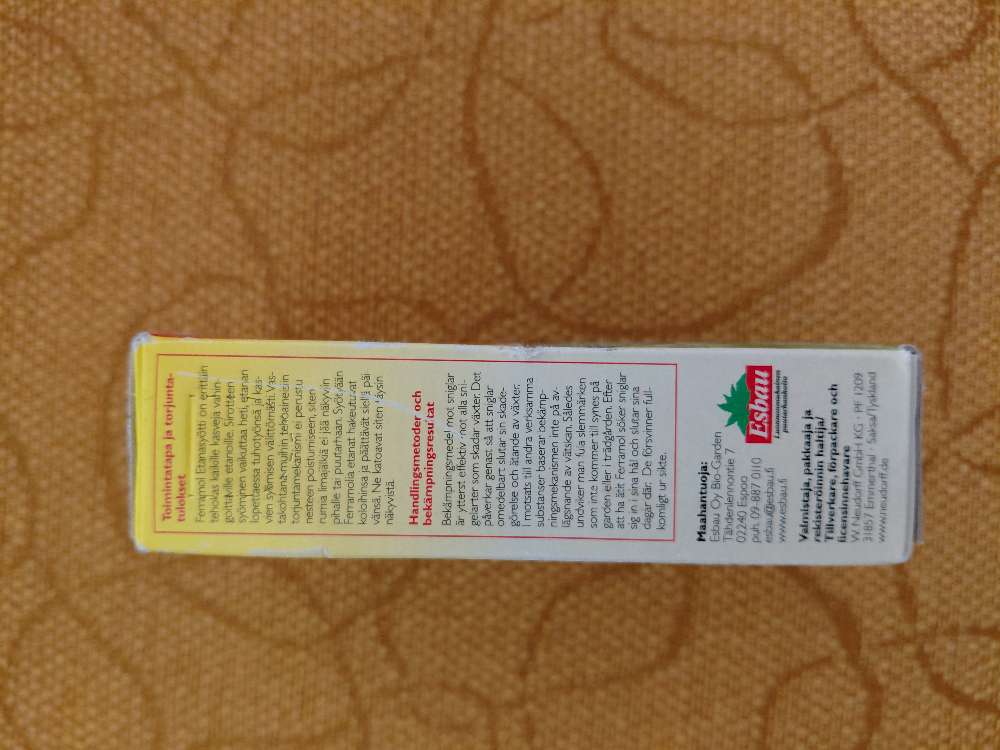 Toimintatapa ja torjunta-
tulokset
Ferramol Etanasyötti on erittäin
tehokas kaikille kasveja vahin-
goittaville etanoille. Sirotteen
syöminen vaikuttaa heti, etanan
lopettaessa tuhotyönsä ja kas-
vien syömisen välittömästi. Vas-
takohtana muihin tehoaineisiin
torjuntamekanismi ei perustu
nesteen poistumiseen, siten
rumia limajälkiä ei jää näkyviin
pihalle tai puutarhaan. Syötyään
Ferramolia etanat hakeutuvat
koloihinsa ja päättävät siellä päi-
vänsä. Ne katoavat siten täysin
näkyvistä.
Handlingsmetoder och
bekämpningsresultat
Bekämpningsmedel mot sniglar
är ytterst effektiv mot alla sni-
gelarter som skadar växter. Det
påverkar genast så att sniglar
omedelbart slutar sin skade-
görelse och ätande av växter.
I motsats till andra verksamma
substanser baserar bekämp-
ningsmekanismen inte på av-
lägsnande av vätskan. Således
undviker man fula slemmärken
som inte kommer till synes på
gården eller i trädgården. Efter
att ha ätit Ferramol söker sniglar
sig in i sina hål och slutar sina
dagar där. De försvinner full-
komligt ur sikte.
Maahantuoja:
Esbau Oy Bio-Garden
Tähdenlennontie 7
02240 Espoo
puh. 09-887 0110
esbau@esbau.fi
www.esbau.fi
Esbau
Luonnonmukaisen
puutarhanhoito
Valmistaja, pakkaaja ja
rekisteröinnin haltija/
Tillverkare, förpackare och
licensinnehavare
W. Neudorff GmbH KG · PF 1209
31857 Emmerthal · Saksa/Tyskland
www.neudorff.de